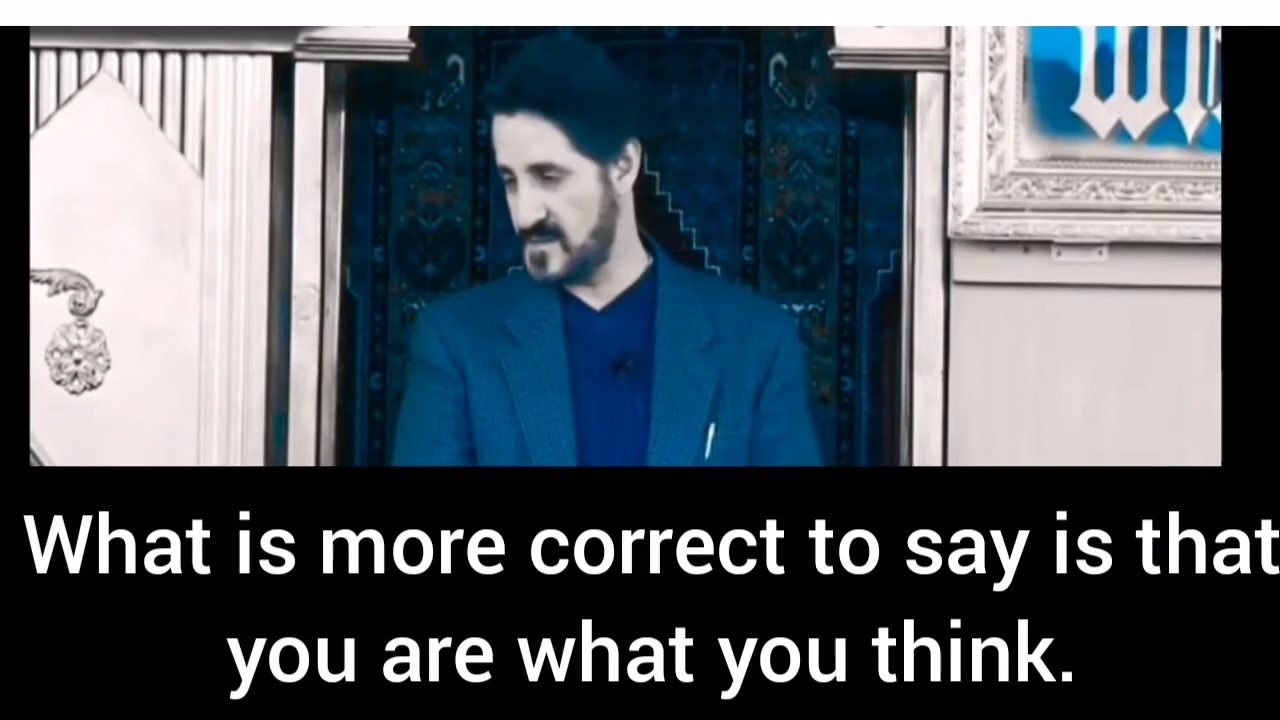 What is more correct to say is that
you are what you think.